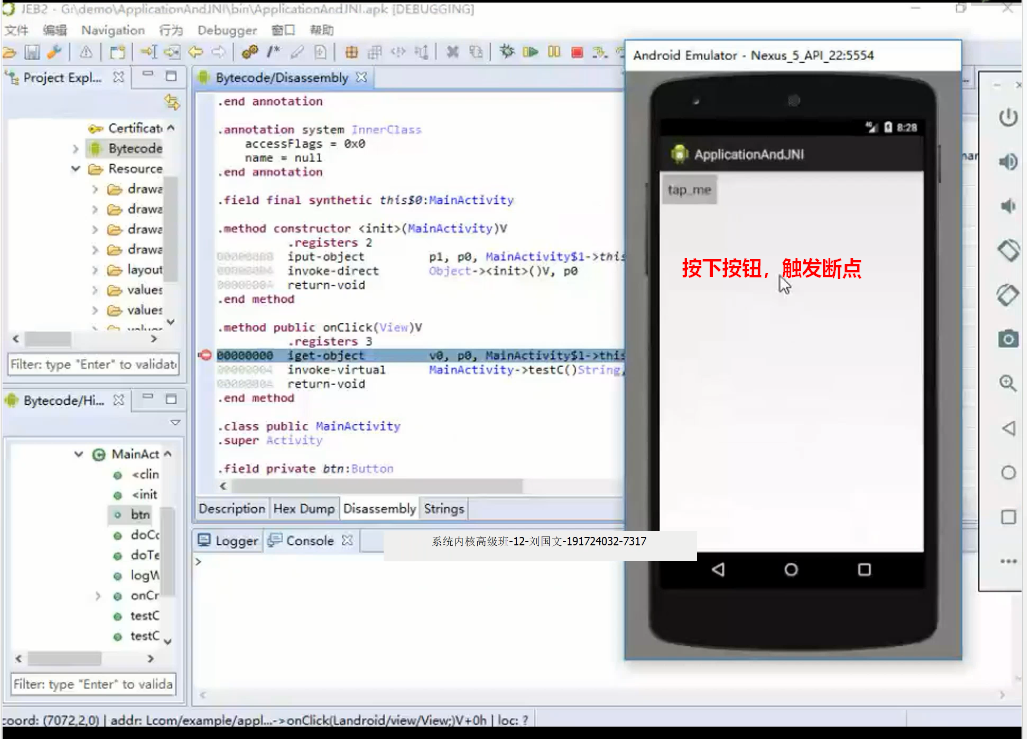 JEB2 - G:\demo\ApplicationAndJNI\bin\ApplicationAndJNI.apk [DEBUGGING]
文件 编辑 Navigation 行为 Debugger 窗口 帮助
Project Expl...
Certificat
Bytecode
Resource
drawa
drawa
drawa
drawa
layout
values
values
Filter: type "Enter" to validat
Bytecode/Hi...
MainAct
<clin
<init
btn
doCo
doTe
logW
onCr
testC
testC
Filter: type "Enter" to valida
Bytecode/Disassembly
.end annotation
.annotation system InnerClass
accessFlags = 0x0
name = null
.end annotation
.field final synthetic this$0:MainActivity
.method constructor <init>(MainActivity)V
.registers 2
00000000 iput-object p1, p0, MainActivity$1->this
00000004 invoke-direct Object-><init>()V, p0
0000000A return-void
.end method
.method public onClick(View)V
.registers 3
00000000 iget-object v0, p0, MainActivity$1->this
00000004 invoke-virtual MainActivity->testC()String,
0000000A return-void
.end method
.class public MainActivity
.super Activity
.field private btn:Button
Description Hex Dump Disassembly Strings
Logger Console
>
系统内核高级班-12-刘国文-191724032-7317
Android Emulator - Nexus_5_API_22:5554
8:28
ApplicationAndJNI
tap_me
按下按钮，触发断点
coord: (7072,2,0) | addr: Lcom/example/appl...->onClick(Landroid/view/View;)V+0h | loc: ?